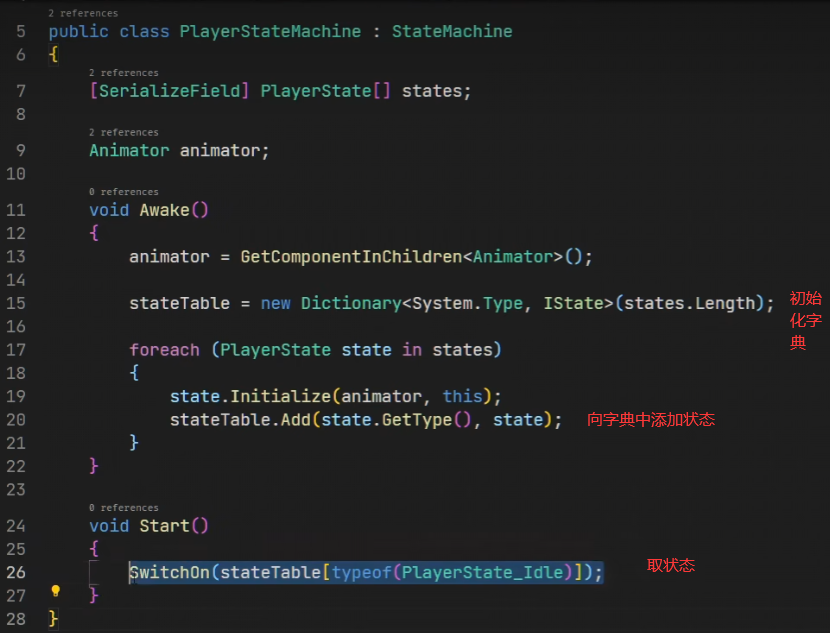 2 references
5 public class PlayerStateMachine : StateMachine
6 {
2 references
7 [SerializeField] PlayerState[] states;
8
2 references
9 Animator animator;
10
0 references
11 void Awake()
12 {
13 animator = GetComponentInChildren<Animator>();
14
15 stateTable = new Dictionary<System.Type, IState>(states.Length); 初始
化字
典
16
17 foreach (PlayerState state in states)
18 {
19 state.Initialize(animator, this);
20 stateTable.Add(state.GetType(), state); 向字典中添加状态
21 }
22 }
23
0 references
24 void Start()
25 {
26 SwitchOn(stateTable[typeof(PlayerState_Idle)]); 取状态
27 }
28 }